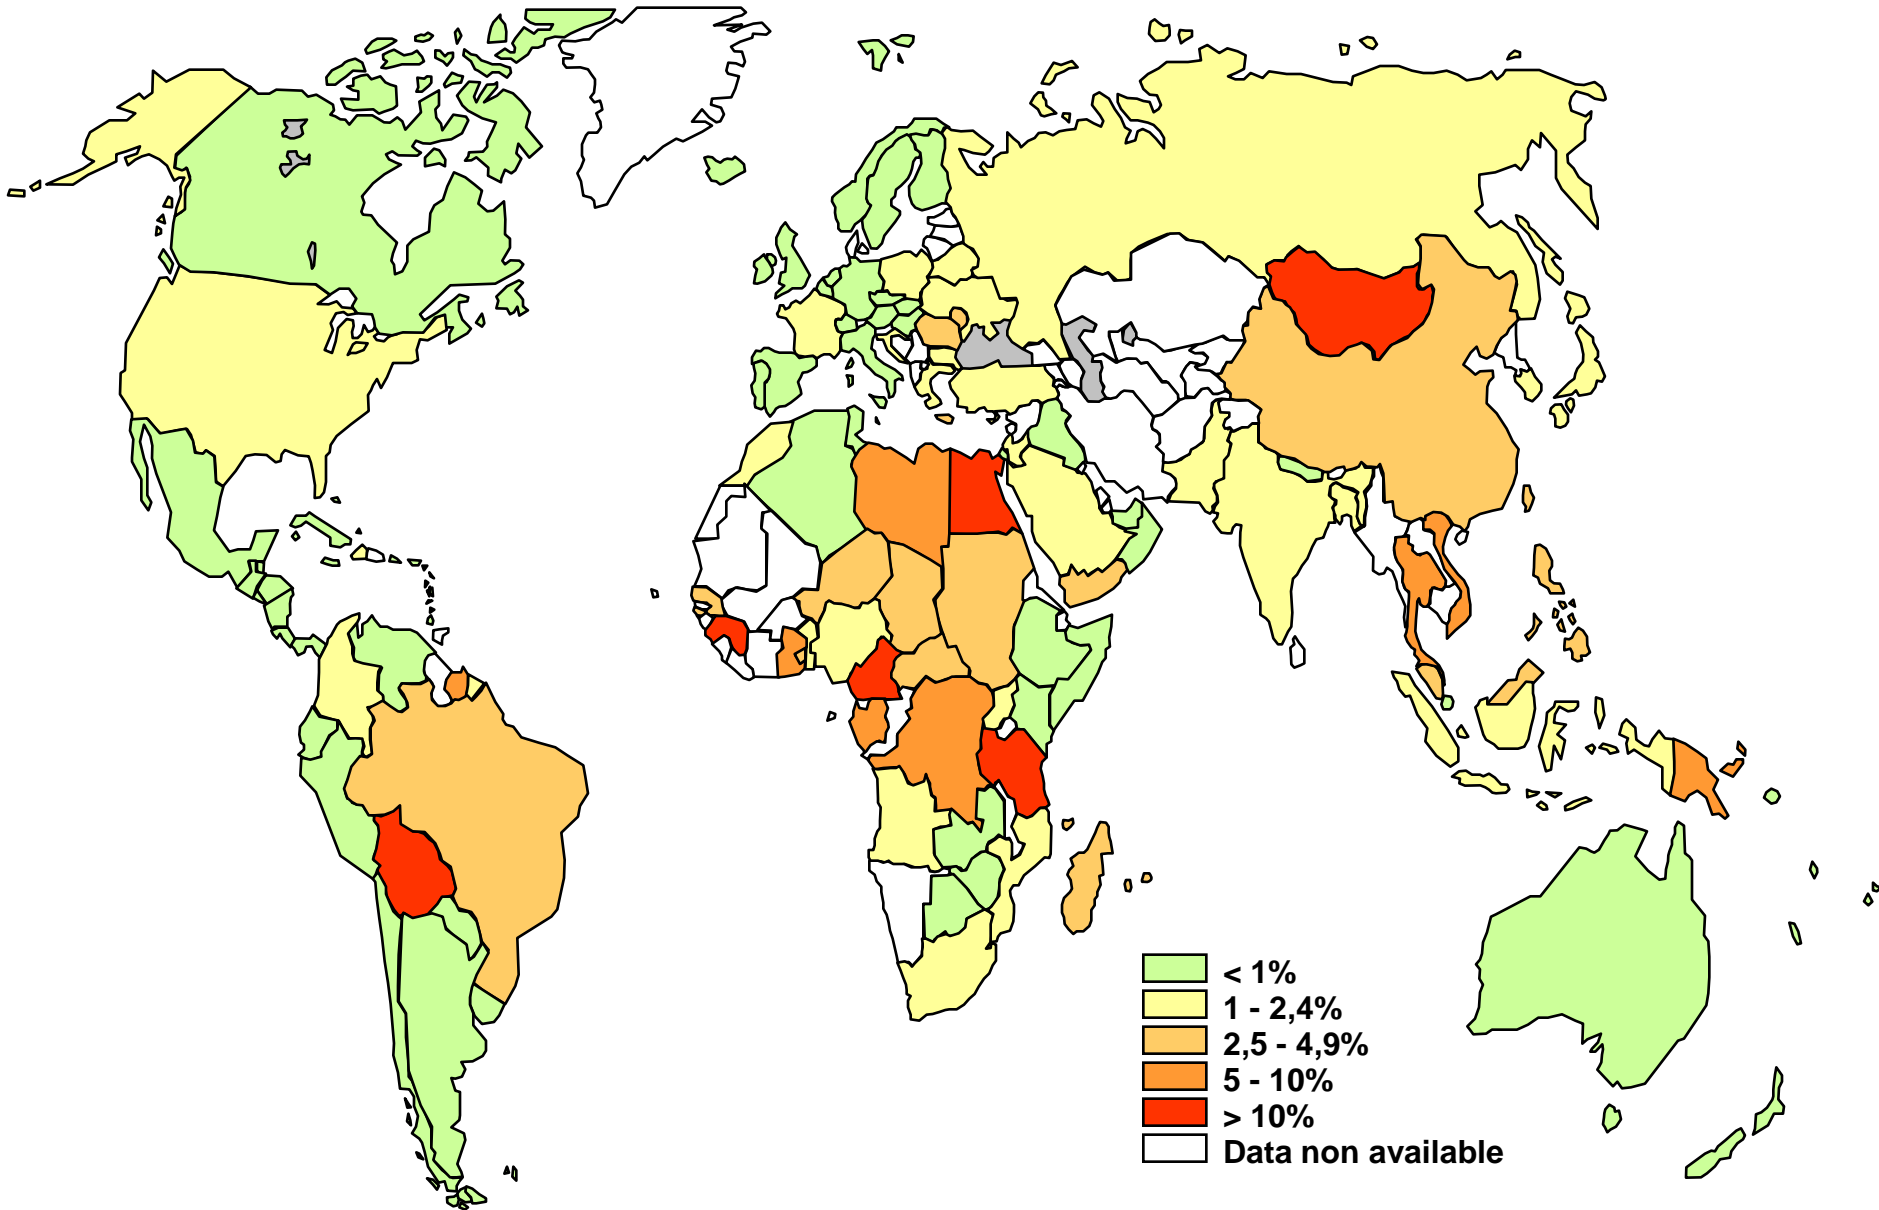 < 1%
1 - 2,4%
2,5 - 4,9%
5 - 10%
> 10%
Data non available